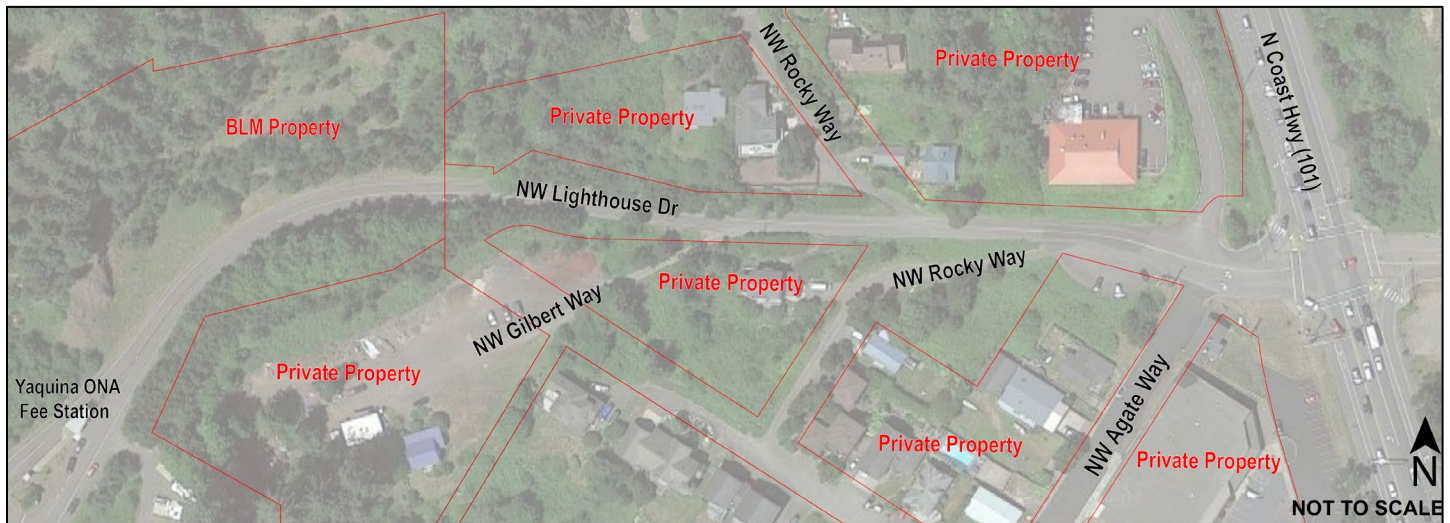 NW Rocky Way
Private Property
N Coast Hwy (101)
BLM Property
Private Property
NW Lighthouse Dr
NW Rocky Way
Private Property
NW Gilbert Way
Private Property
Yaquina ONA
Fee Station
NW Agate Way
Private Property
Private Property
N
NOT TO SCALE